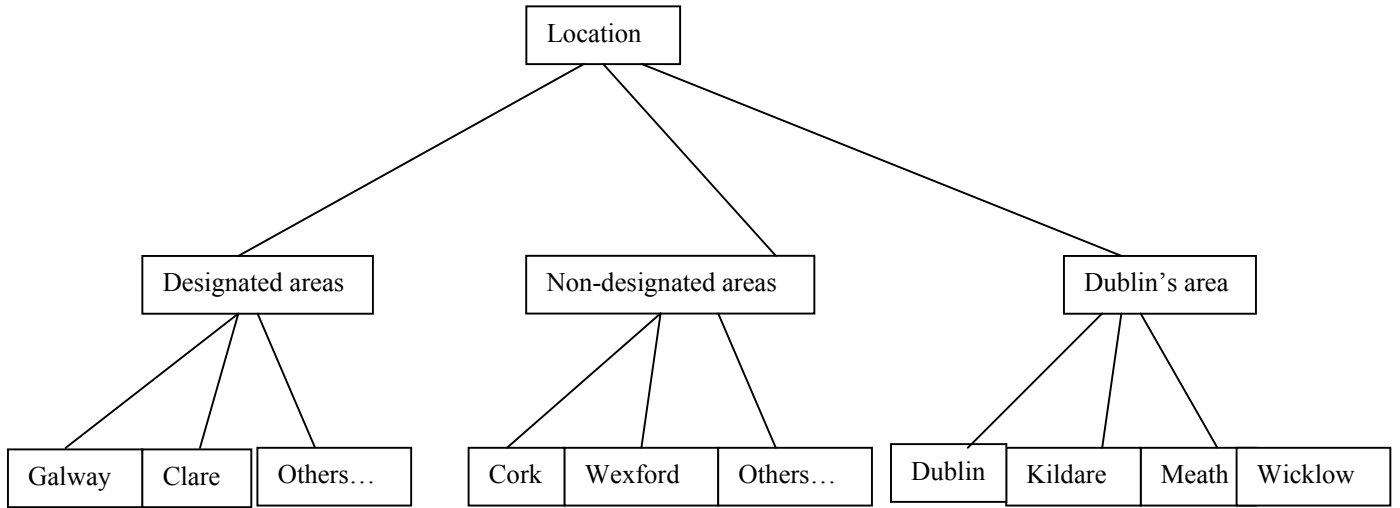 Location
Designated areas
Non-designated areas
Dublin’s area
Galway
Clare
Others…
Cork
Wexford
Others…
Dublin
Kildare
Meath
Wicklow